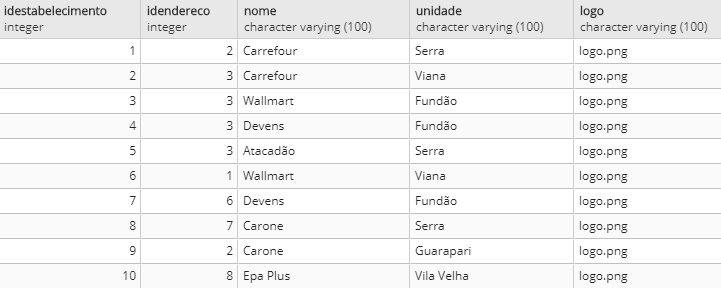 idestabelecimento idendereco nome unidade logo
integer integer character varying (100) character varying (100) character varying (100)
1 2 Carrefour Serra logo.png
2 3 Carrefour Viana logo.png
3 3 Wallmart Fundão logo.png
4 3 Devens Fundão logo.png
5 3 Atacadão Serra logo.png
6 1 Wallmart Viana logo.png
7 6 Devens Fundão logo.png
8 7 Carone Serra logo.png
9 2 Carone Guarapari logo.png
10 8 Epa Plus Vila Velha logo.png